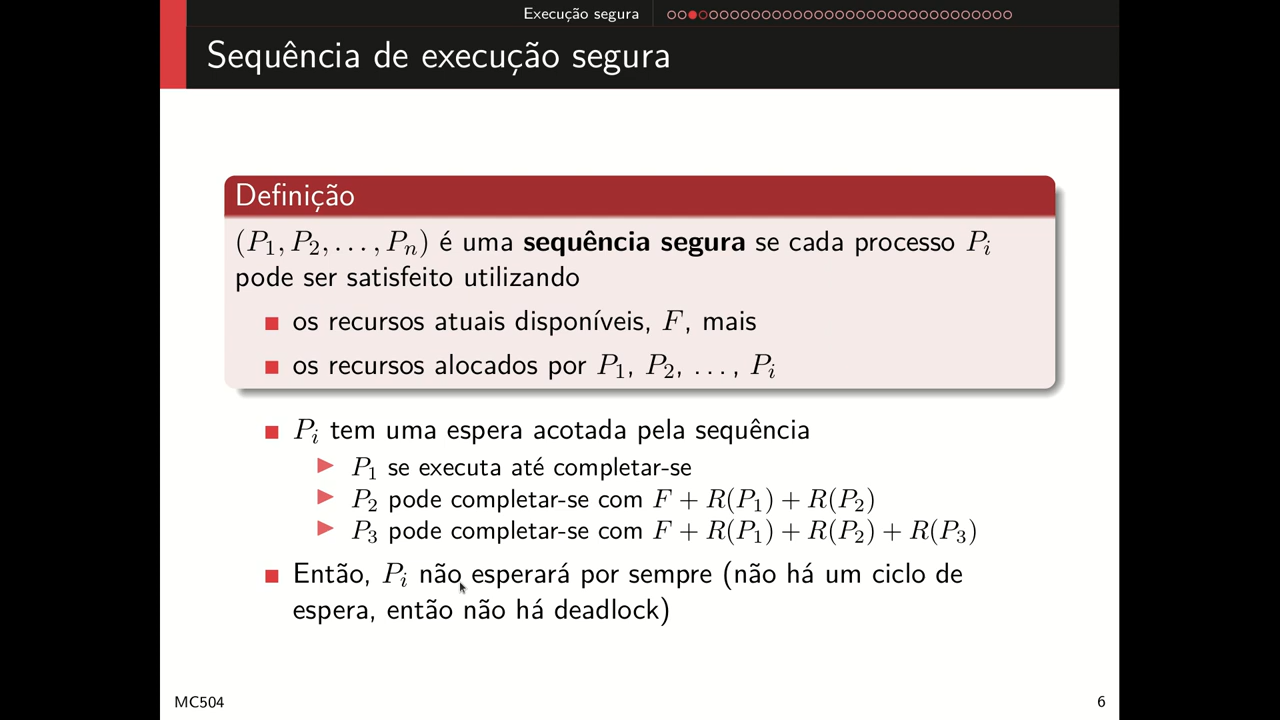 Execução segura
Sequência de execução segura
Definição
(P₁, P₂, . . . , Pₙ) é uma sequência segura se cada processo Pᵢ
pode ser satisfeito utilizando
os recursos atuais disponíveis, F, mais
os recursos alocados por P₁, P₂, . . . , Pᵢ
Pᵢ tem uma espera acotada pela sequência
P₁ se executa até completar-se
P₂ pode completar-se com F + R(P₁) + R(P₂)
P₃ pode completar-se com F + R(P₁) + R(P₂) + R(P₃)
Então, Pᵢ não esperará por sempre (não há um ciclo de
espera, então não há deadlock)
MC504
6